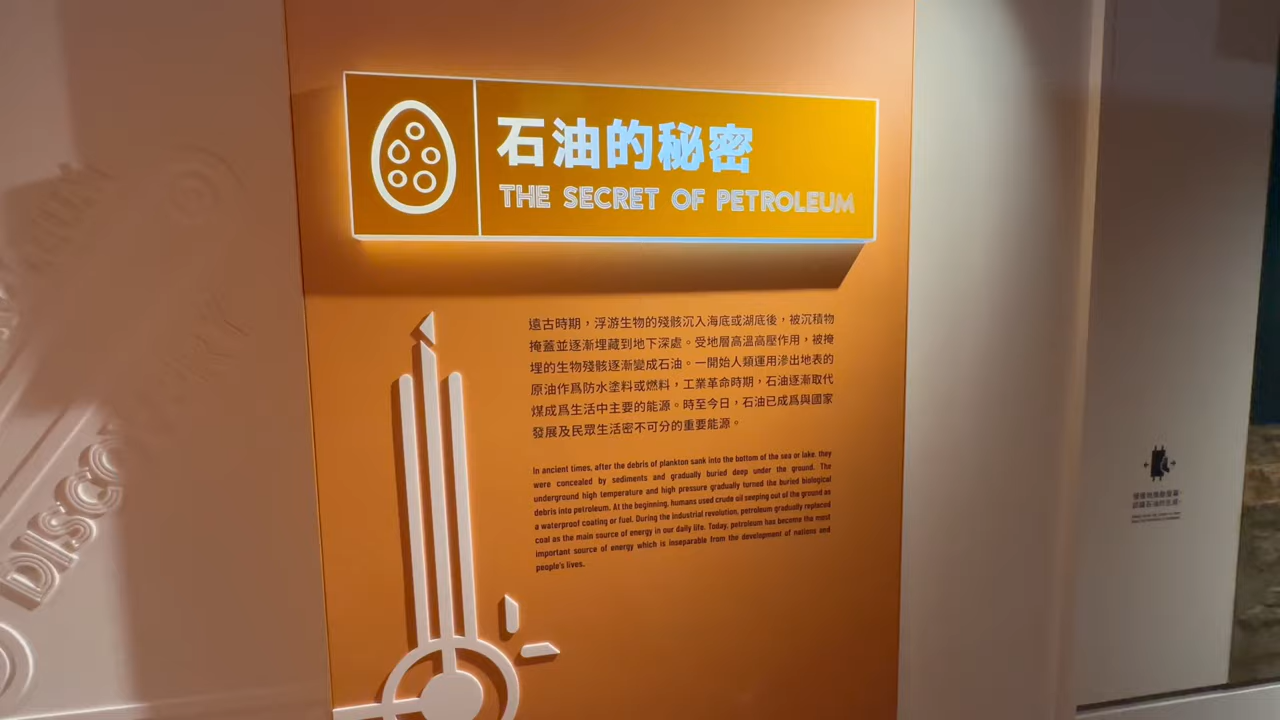 石油的秘密
THE SECRET OF PETROLEUM
遠古時期，浮游生物的殘骸沉入海底或湖底後，被沉積物
掩蓋並逐漸埋藏到地下深處。受地層高溫高壓作用，被掩
埋的生物殘骸逐漸變成石油。一開始人類運用滲出地表的
原油作爲防水塗料或燃料，工業革命時期，石油逐漸取代
煤成爲生活中主要的能源。時至今日，石油已成爲與國家
發展及民眾生活密不可分的重要能源。
In ancient times, after the debris of plankton sank into the bottom of the sea or lake, they
were concealed by sediments and gradually buried deep under the ground. The
underground high temperature and high pressure gradually turned the buried biological
debris into petroleum. At the beginning, humans used crude oil seeping out of the ground as
a waterproof coating or fuel. During the industrial revolution, petroleum gradually replaced
coal as the main source of energy in our daily life. Today, petroleum has become the most
important source of energy which is inseparable from the development of nations and
people's lives.
DISCO